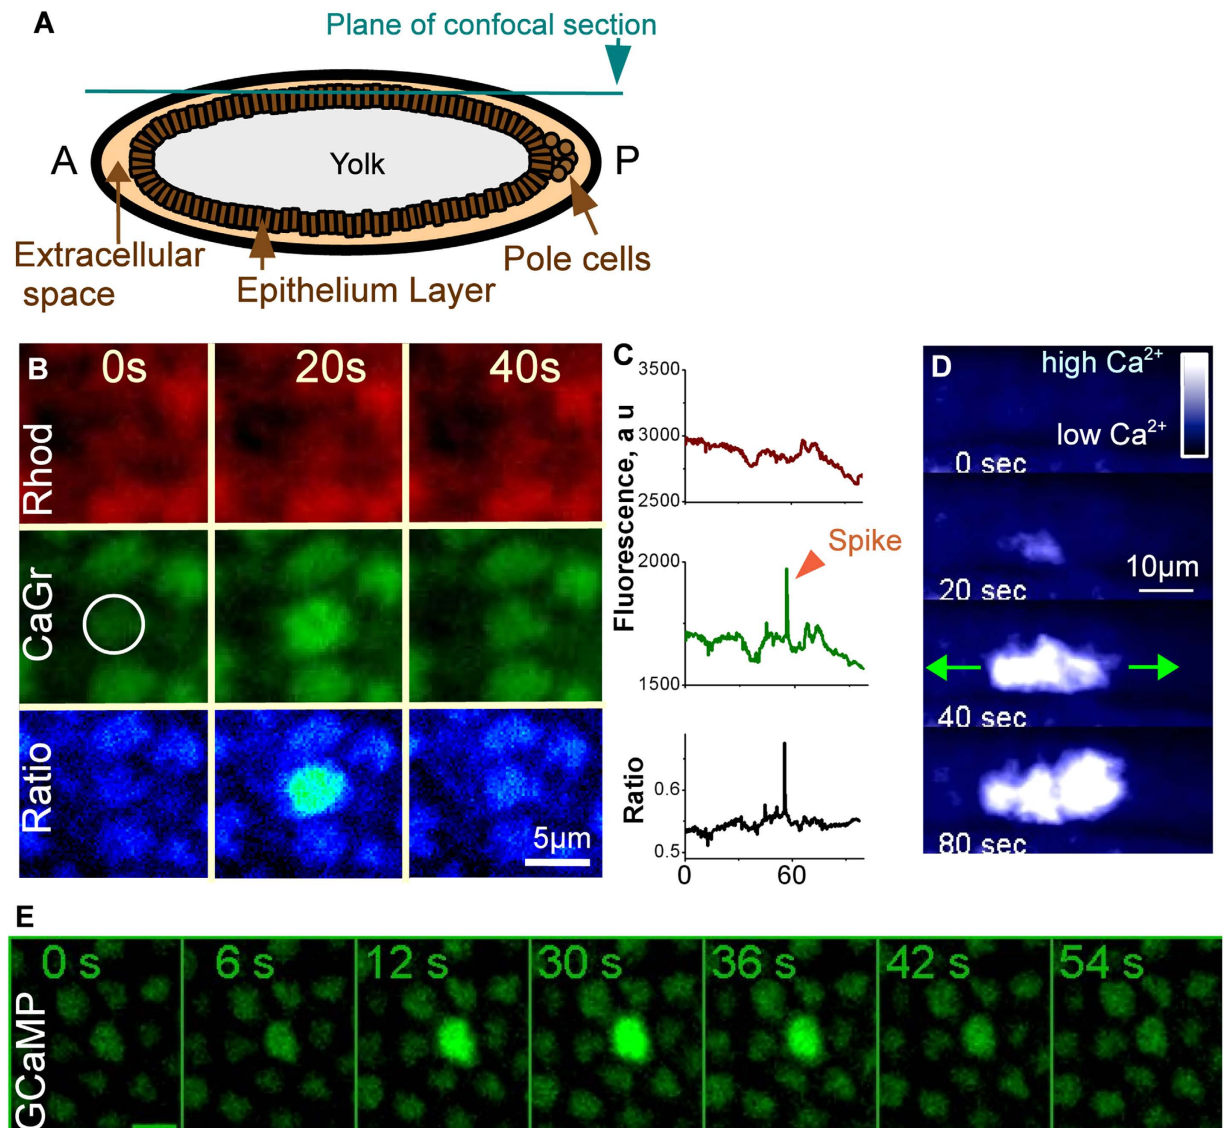 A
Plane of confocal section
A
Yolk
P
Extracellular
space
Epithelium Layer
Pole cells
B
0s
20s
40s
Rhod
CaGr
Ratio
5µm
C
3500
3000
2500
Fluorescence, a u
Spike
2000
1500
Ratio
0.6
0.5
0
60
D
high Ca²⁺
low Ca²⁺
0 sec
20 sec
10µm
40 sec
80 sec
E
GCaMP
0 s
6 s
12 s
30 s
36 s
42 s
54 s